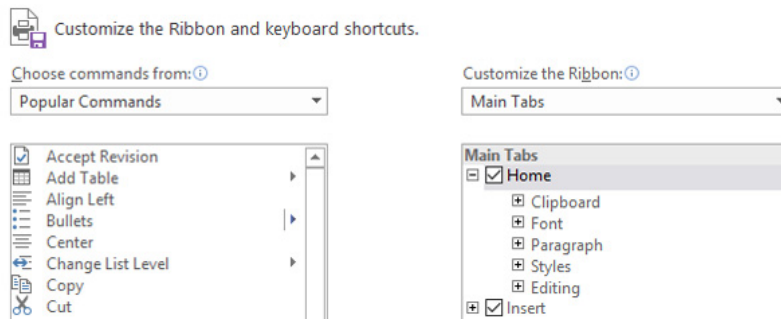 Customize the Ribbon and keyboard shortcuts.
Choose commands from:
Popular Commands
Accept Revision
Add Table
Align Left
Bullets
Center
Change List Level
Copy
Cut
Customize the Ribbon:
Main Tabs
Main Tabs
Home
Clipboard
Font
Paragraph
Styles
Editing
Insert